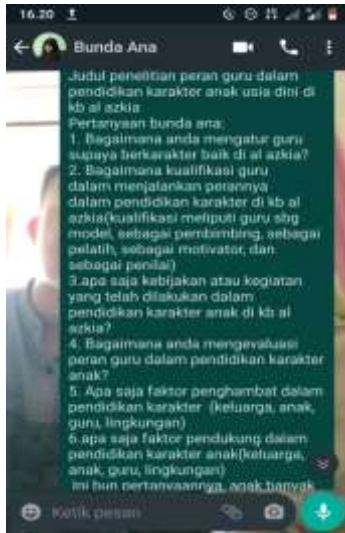 16.20
Bunda Ana
Judul penelitian peran guru dalam
pendidikan karakter anak usia dini di
kb al azkia
Pertanyaan bunda ana:
1. Bagaimana anda mengatur guru
supaya berkarakter baik di al azkia?
2. Bagaimana kualifikasi guru
dalam menjalankan perannya
dalam pendidikan karakter di kb al
azkia(kualifikasi meliputi guru sbg
model, sebagai pembimbing, sebagai
pelatih, sebagai motivator, dan
sebagai penilai)
3.apa saja kebijakan atau kegiatan
yang telah dilakukan dalam
pendidikan karakter anak di kb al
azkia?
4. Bagaimana anda mengevaluasi
peran guru dalam pendidikan karakter
anak?
5. Apa saja faktor penghambat dalam
pendidikan karakter (keluarga, anak,
guru, lingkungan)
6.apa saja faktor pendukung dalam
pendidikan karakter anak(keluarga,
anak, guru, lingkungan)
Ini bun pertanyaannya, anak banyak
Ketik pesan